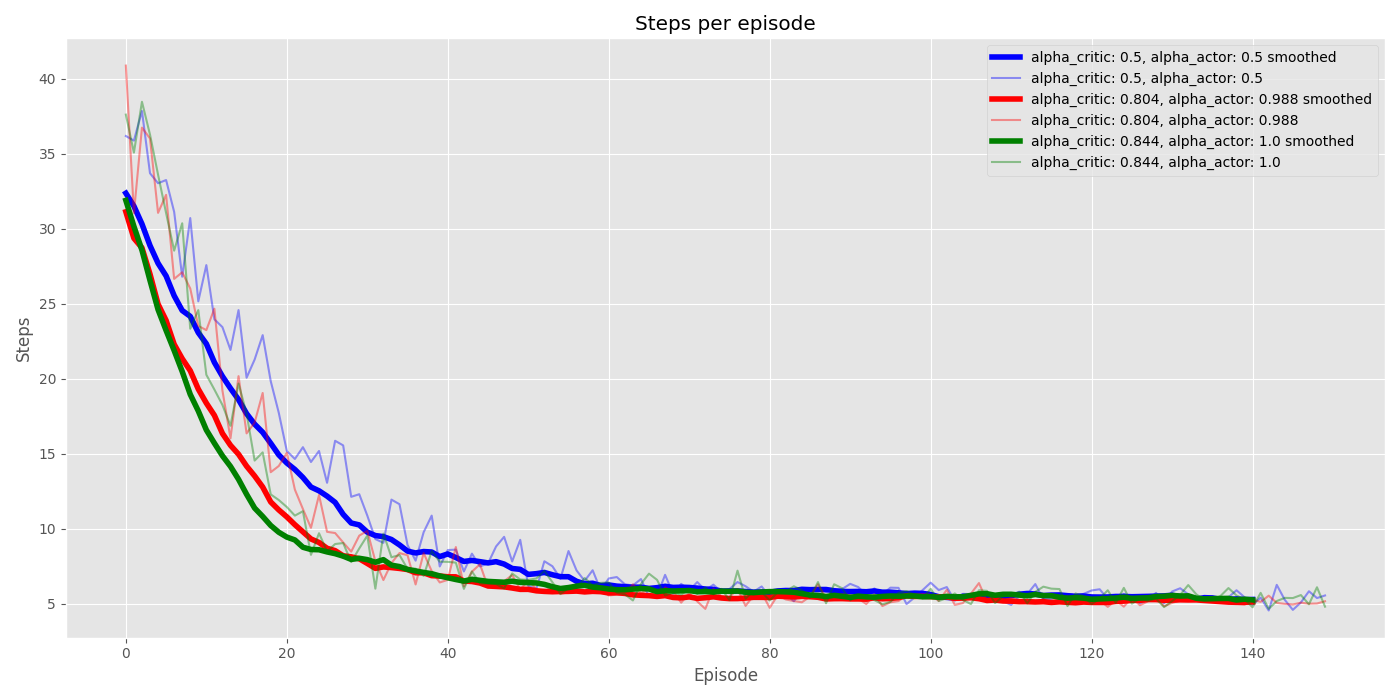 Steps per episode
alpha_critic: 0.5, alpha_actor: 0.5 smoothed
alpha_critic: 0.5, alpha_actor: 0.5
alpha_critic: 0.804, alpha_actor: 0.988 smoothed
alpha_critic: 0.804, alpha_actor: 0.988
alpha_critic: 0.844, alpha_actor: 1.0 smoothed
alpha_critic: 0.844, alpha_actor: 1.0
Steps
40
35
30
25
20
15
10
5
0 20 40 60 80 100 120 140
Episode